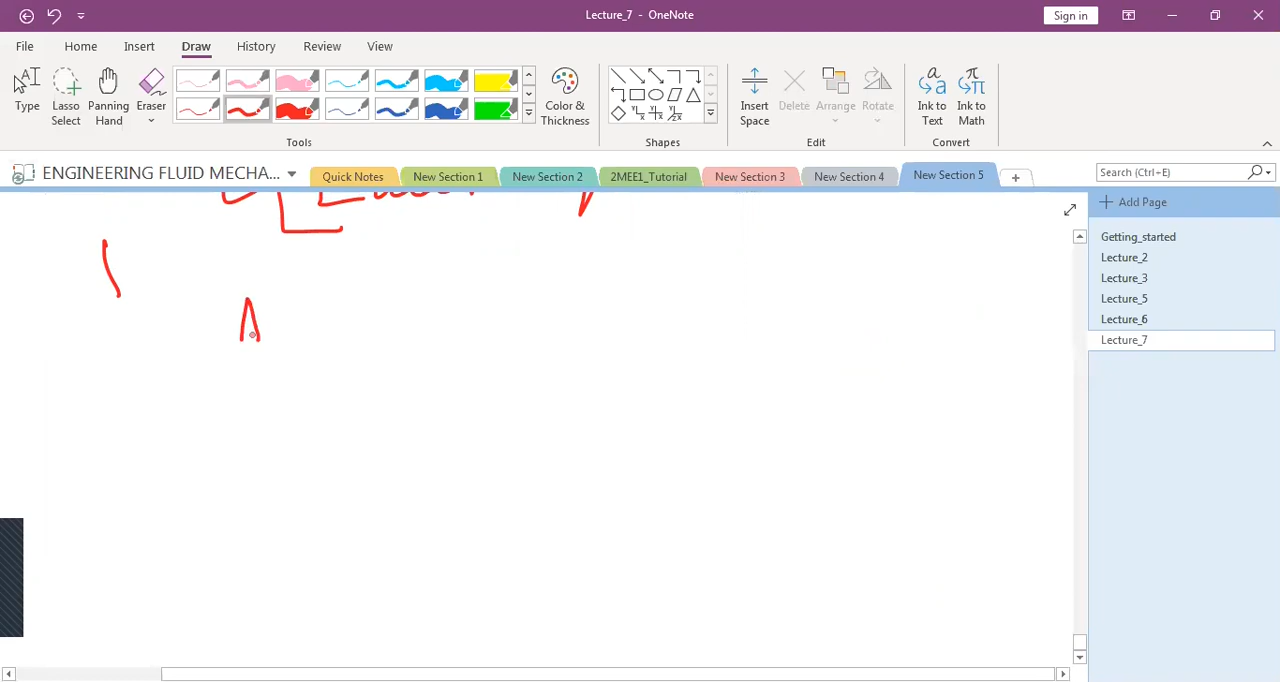 Lecture_7 - OneNote
Sign in
File Home Insert Draw History Review View
Type
Lasso Select
Panning Hand
Eraser
Color & Thickness
Insert Space
Delete
Arrange
Rotate
Ink to Text
Ink to Math
Tools
Shapes
Edit
Convert
ENGINEERING FLUID MECHA...
Quick Notes
New Section 1
New Section 2
2MEE1_Tutorial
New Section 3
New Section 4
New Section 5
Search (Ctrl+E)
Add Page
Getting_started
Lecture_2
Lecture_3
Lecture_5
Lecture_6
Lecture_7